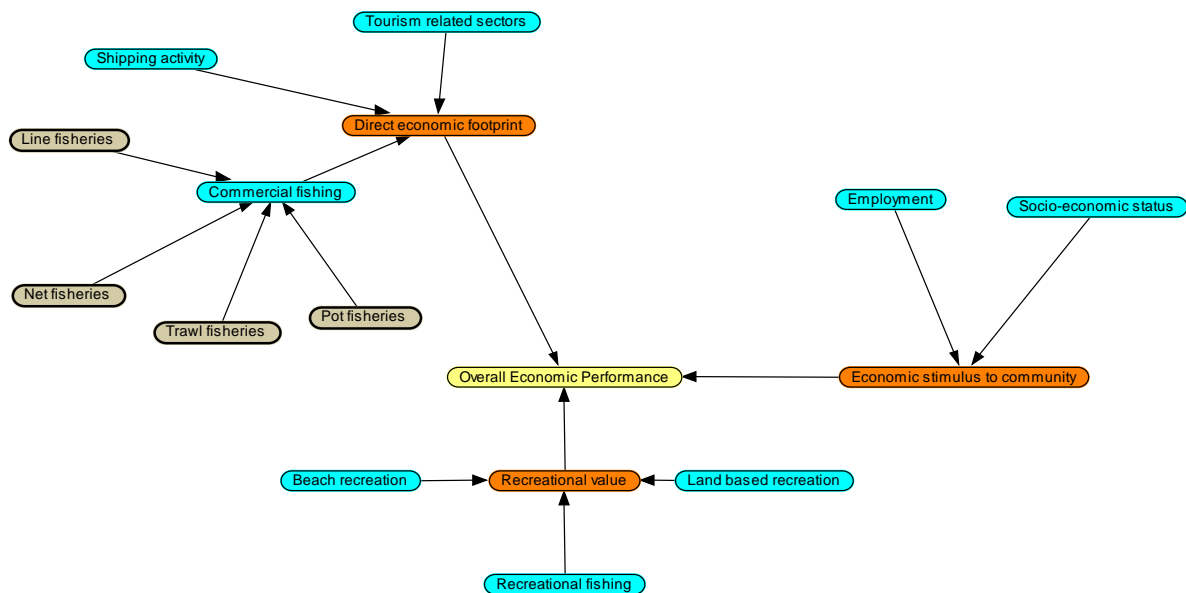 Tourism related sectors
Shipping activity
Direct economic footprint
Line fisheries
Commercial fishing
Employment
Socio-economic status
Net fisheries
Trawl fisheries
Pot fisheries
Overall Economic Performance
Economic stimulus to community
Beach recreation
Recreational value
Land based recreation
Recreational fishing